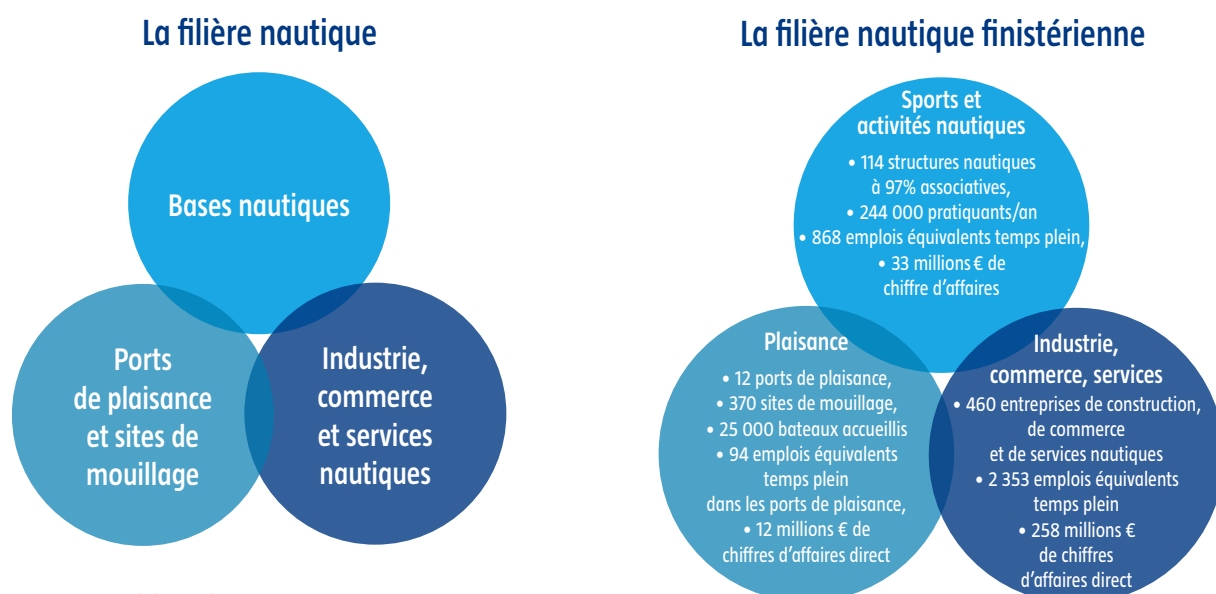 La filière nautique
Bases nautiques
Ports
de plaisance
et sites de
mouillage
Industrie,
commerce
et services
nautiques
La filière nautique finistérienne
Sports et
activités nautiques
• 114 structures nautiques
à 97% associatives,
• 244 000 pratiquants/an
• 868 emplois équivalents temps plein,
• 33 millions € de
chiffre d'affaires
Plaisance
• 12 ports de plaisance,
• 370 sites de mouillage,
• 25 000 bateaux accueillis
• 94 emplois équivalents
temps plein
dans les ports de plaisance,
• 12 millions € de
chiffres d'affaires direct
Industrie,
commerce, services
• 460 entreprises de construction,
de commerce
et de services nautiques
• 2 353 emplois équivalents
temps plein
• 258 millions €
de chiffres
d'affaires direct